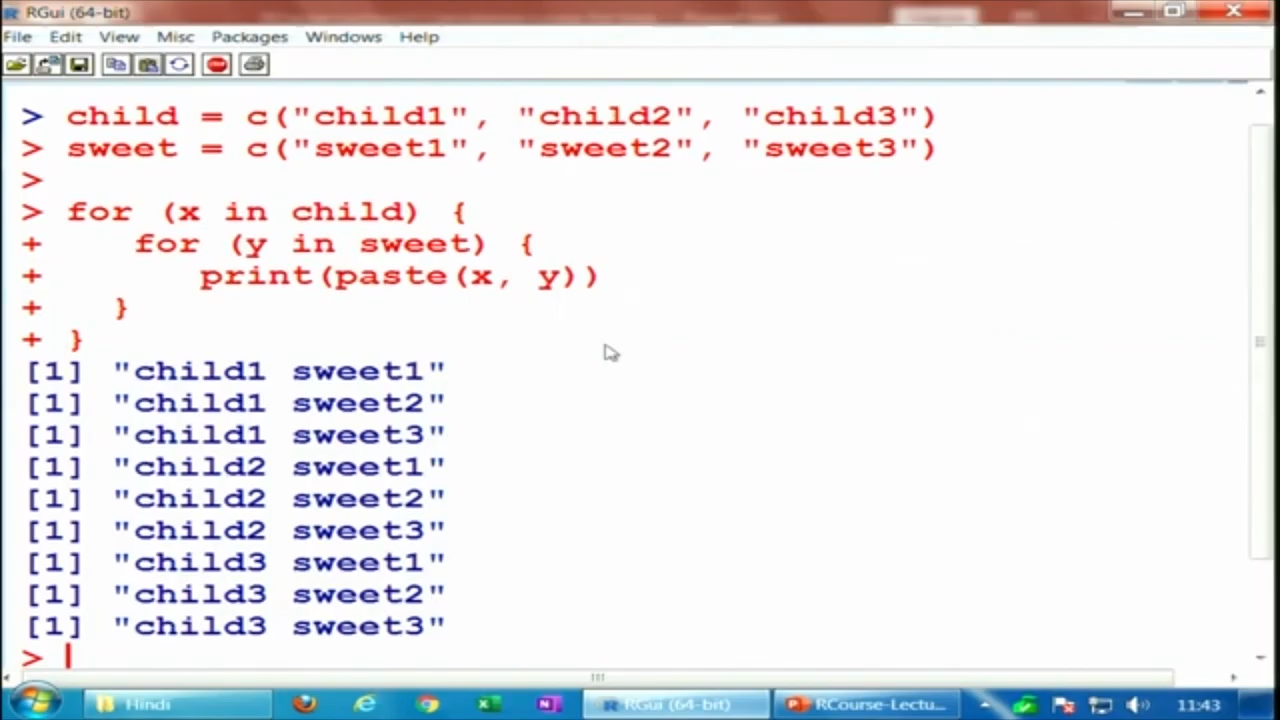 RGui (64-bit)
File Edit View Misc Packages Windows Help
STOP
> child = c("child1", "child2", "child3")
> sweet = c("sweet1", "sweet2", "sweet3")
>
> for (x in child) {
+ for (y in sweet) {
+ print(paste(x, y))
+ }
+ }
[1] "child1 sweet1"
[1] "child1 sweet2"
[1] "child1 sweet3"
[1] "child2 sweet1"
[1] "child2 sweet2"
[1] "child2 sweet3"
[1] "child3 sweet1"
[1] "child3 sweet2"
[1] "child3 sweet3"
>
Hindi RGui (64-bit) RCourse-Lectu... 11:43